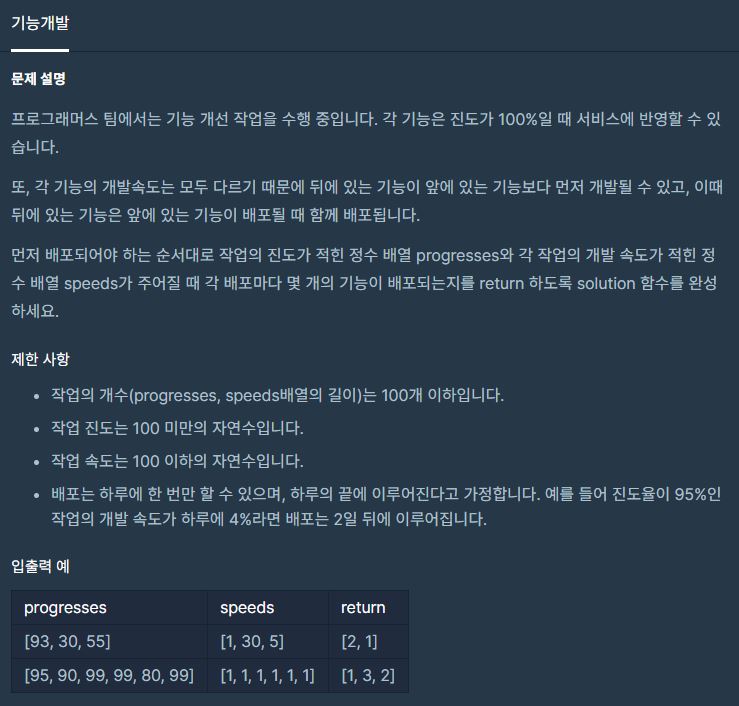 기능개발
문제 설명
프로그래머스 팀에서는 기능 개선 작업을 수행 중입니다. 각 기능은 진도가 100%일 때 서비스에 반영할 수 있
습니다.
또, 각 기능의 개발속도는 모두 다르기 때문에 뒤에 있는 기능이 앞에 있는 기능보다 먼저 개발될 수 있고, 이때
뒤에 있는 기능은 앞에 있는 기능이 배포될 때 함께 배포됩니다.
먼저 배포되어야 하는 순서대로 작업의 진도가 적힌 정수 배열 progresses와 각 작업의 개발 속도가 적힌 정
수 배열 speeds가 주어질 때 각 배포마다 몇 개의 기능이 배포되는지를 return 하도록 solution 함수를 완성
하세요.
제한 사항
• 작업의 개수(progresses, speeds배열의 길이)는 100개 이하입니다.
• 작업 진도는 100 미만의 자연수입니다.
• 작업 속도는 100 이하의 자연수입니다.
• 배포는 하루에 한 번만 할 수 있으며, 하루의 끝에 이루어진다고 가정합니다. 예를 들어 진도율이 95%인
작업의 개발 속도가 하루에 4%라면 배포는 2일 뒤에 이루어집니다.
입출력 예
progresses speeds return
[93, 30, 55] [1, 30, 5] [2, 1]
[95, 90, 99, 99, 80, 99] [1, 1, 1, 1, 1, 1] [1, 3, 2]